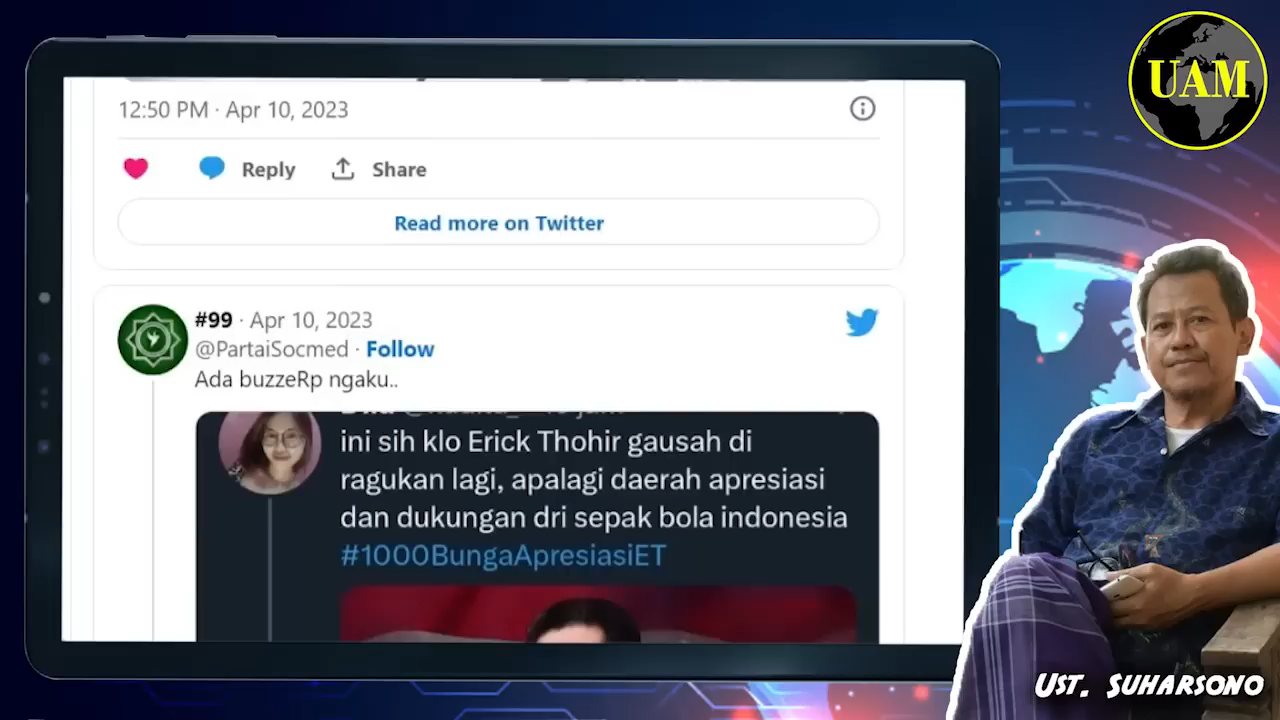 UAM
12:50 PM · Apr 10, 2023
Reply
Share
Read more on Twitter
#99 · Apr 10, 2023
@PartaiSocmed · Follow
Ada buzzeRp ngaku..
ini sih klo Erick Thohir gausah di
ragukan lagi, apalagi daerah apresiasi
dan dukungan dri sepak bola indonesia
#1000BungaApresiasiET
UST. SUHARSONO